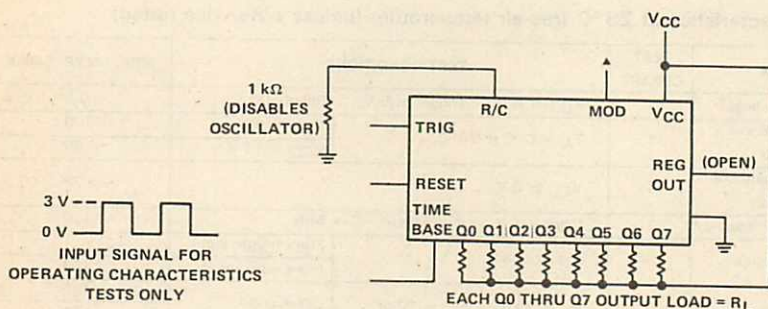 VCC
1 kΩ
(DISABLES
OSCILLATOR)
R/C
MOD
VCC
TRIG
REG
OUT
(OPEN)
RESET
TIME
BASE Q0 Q1 Q2 Q3 Q4 Q5 Q6 Q7
3 V
0 V
INPUT SIGNAL FOR
OPERATING CHARACTERISTICS
TESTS ONLY
EACH Q0 THRU Q7 OUTPUT LOAD = RL